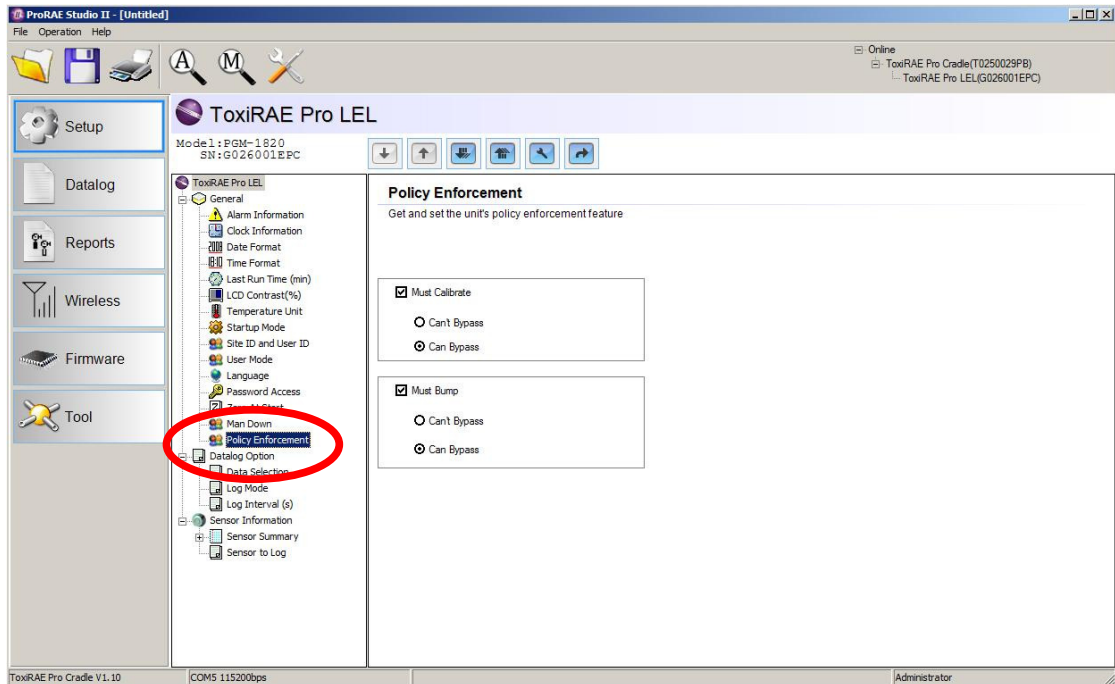 ProRAE Studio II - [Untitled]
File Operation Help
Online
ToxiRAE Pro Cradle(T0250029PB)
ToxiRAE Pro LEL(G026001EPC)
Setup
Datalog
Reports
Wireless
Firmware
Tool
ToxiRAE Pro LEL
Model:PGM-1820
SN:G026001EPC
ToxiRAE Pro LEL
General
Alarm Information
Clock Information
Date Format
Time Format
Last Run Time (min)
LCD Contrast(%)
Temperature Unit
Startup Mode
Site ID and User ID
User Mode
Language
Password Access
Zero At Start
Man Down
Policy Enforcement
Datalog Option
Data Selection
Log Mode
Log Interval (s)
Sensor Information
Sensor Summary
Sensor to Log
Policy Enforcement
Get and set the unit's policy enforcement feature
Must Calibrate
Can't Bypass
Can Bypass
Must Bump
Can't Bypass
Can Bypass
ToxiRAE Pro Cradle V1.10
COM5 115200bps
Administrator